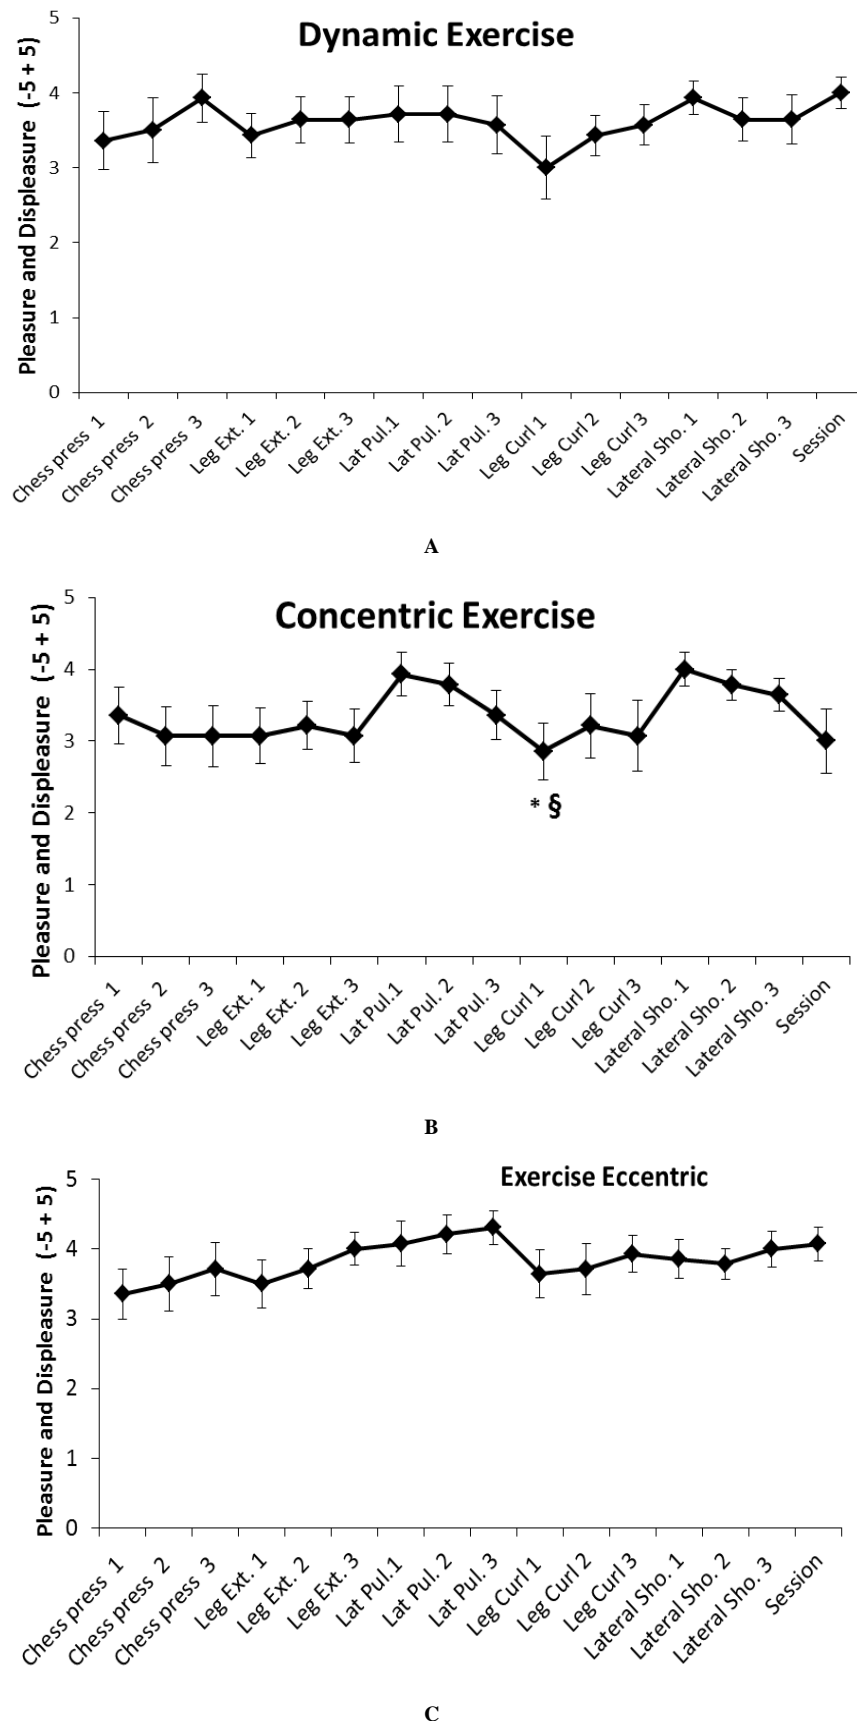 Dynamic Exercise
Pleasure and Displeasure (-5 + 5)
5
4
3
2
1
0
Chess press 1
Chess press 2
Chess press 3
Leg Ext. 1
Leg Ext. 2
Leg Ext. 3
Lat Pul.1
Lat Pul. 2
Lat Pul. 3
Leg Curl 1
Leg Curl 2
Leg Curl 3
Lateral Sho. 1
Lateral Sho. 2
Lateral Sho. 3
Session
A
Concentric Exercise
Pleasure and Displeasure (-5 + 5)
5
4
3
2
1
0
* §
Chess press 1
Chess press 2
Chess press 3
Leg Ext. 1
Leg Ext. 2
Leg Ext. 3
Lat Pul.1
Lat Pul. 2
Lat Pul. 3
Leg Curl 1
Leg Curl 2
Leg Curl 3
Lateral Sho. 1
Lateral Sho. 2
Lateral Sho. 3
Session
B
Exercise Eccentric
Pleasure and Displeasure (-5 + 5)
5
4
3
2
1
0
Chess press 1
Chess press 2
Chess press 3
Leg Ext. 1
Leg Ext. 2
Leg Ext. 3
Lat Pul.1
Lat Pul. 2
Lat Pul. 3
Leg Curl 1
Leg Curl 2
Leg Curl 3
Lateral Sho. 1
Lateral Sho. 2
Lateral Sho. 3
Session
C